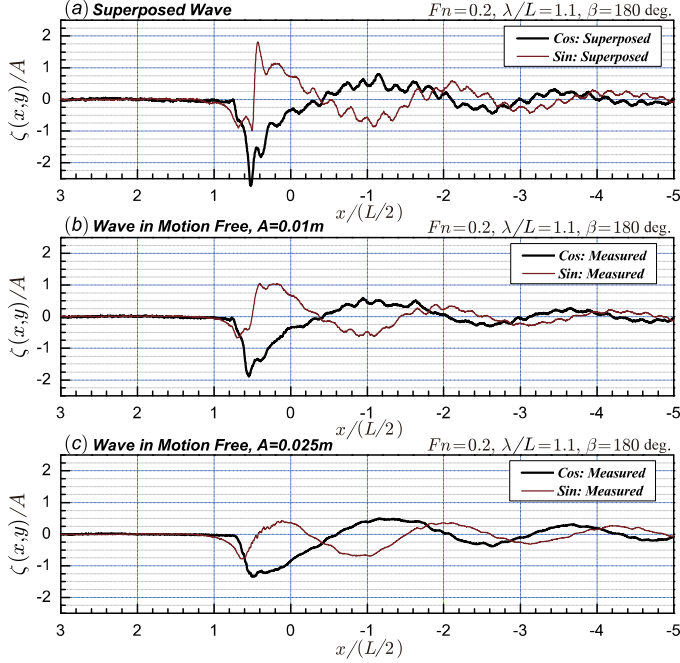 (a) Superposed Wave Fn=0.2, λ/L=1.1, β=180 deg.
Cos: Superposed
Sin: Superposed
ζ(x,y)/A
2
1
0
-1
-2
3 2 1 0 -1 -2 -3 -4 -5
x/(L/2)
(b) Wave in Motion Free, A=0.01m Fn=0.2, λ/L=1.1, β=180 deg.
Cos: Measured
Sin: Measured
ζ(x,y)/A
2
1
0
-1
-2
3 2 1 0 -1 -2 -3 -4 -5
x/(L/2)
(c) Wave in Motion Free, A=0.025m Fn=0.2, λ/L=1.1, β=180 deg.
Cos: Measured
Sin: Measured
ζ(x,y)/A
2
1
0
-1
-2
3 2 1 0 -1 -2 -3 -4 -5
x/(L/2)